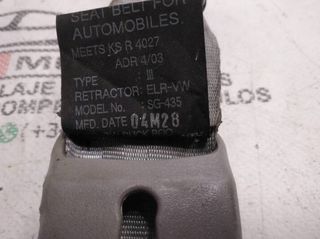 SEAT BELT FOR
AUTOMOBILES.
MEETS KS R 4027
ADR 4/03
TYPE : III
RETRACTOR: ELR-VW
MODEL NO. : SG-435
MFD. DATE 04M28